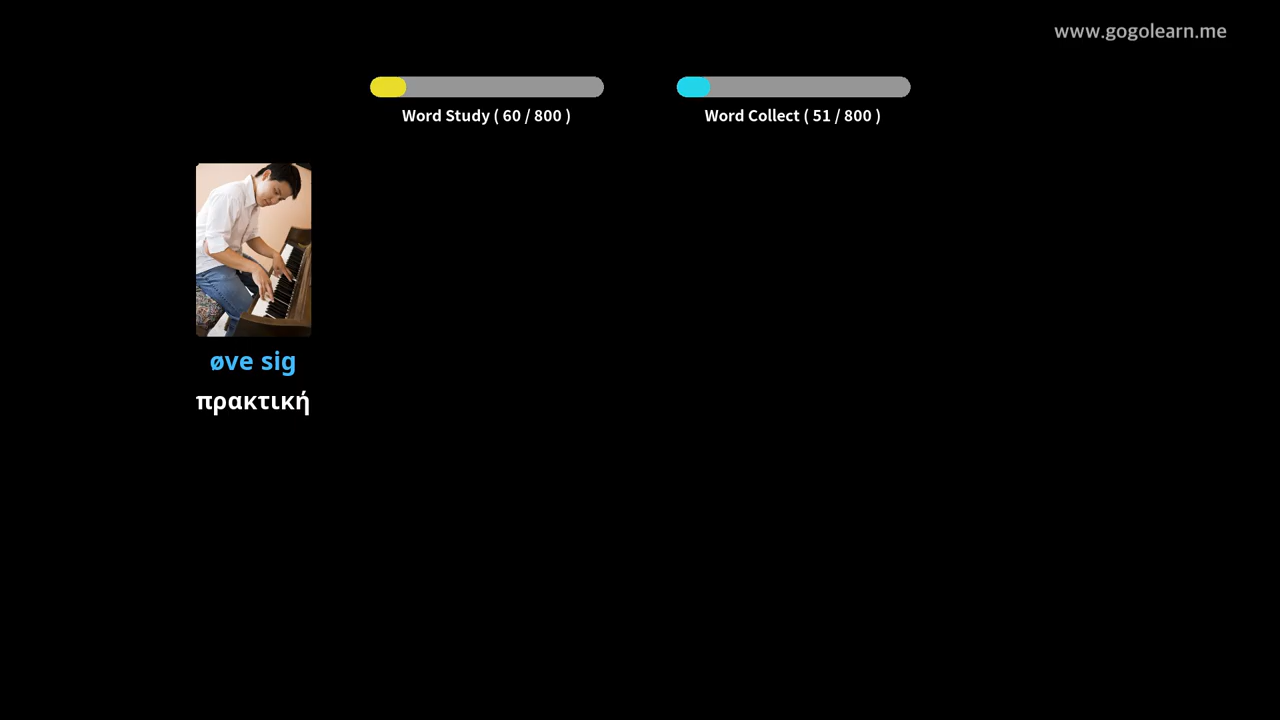 www.gogolearn.me
Word Study ( 60 / 800 )
Word Collect ( 51 / 800 )
øve sig
πρακτική